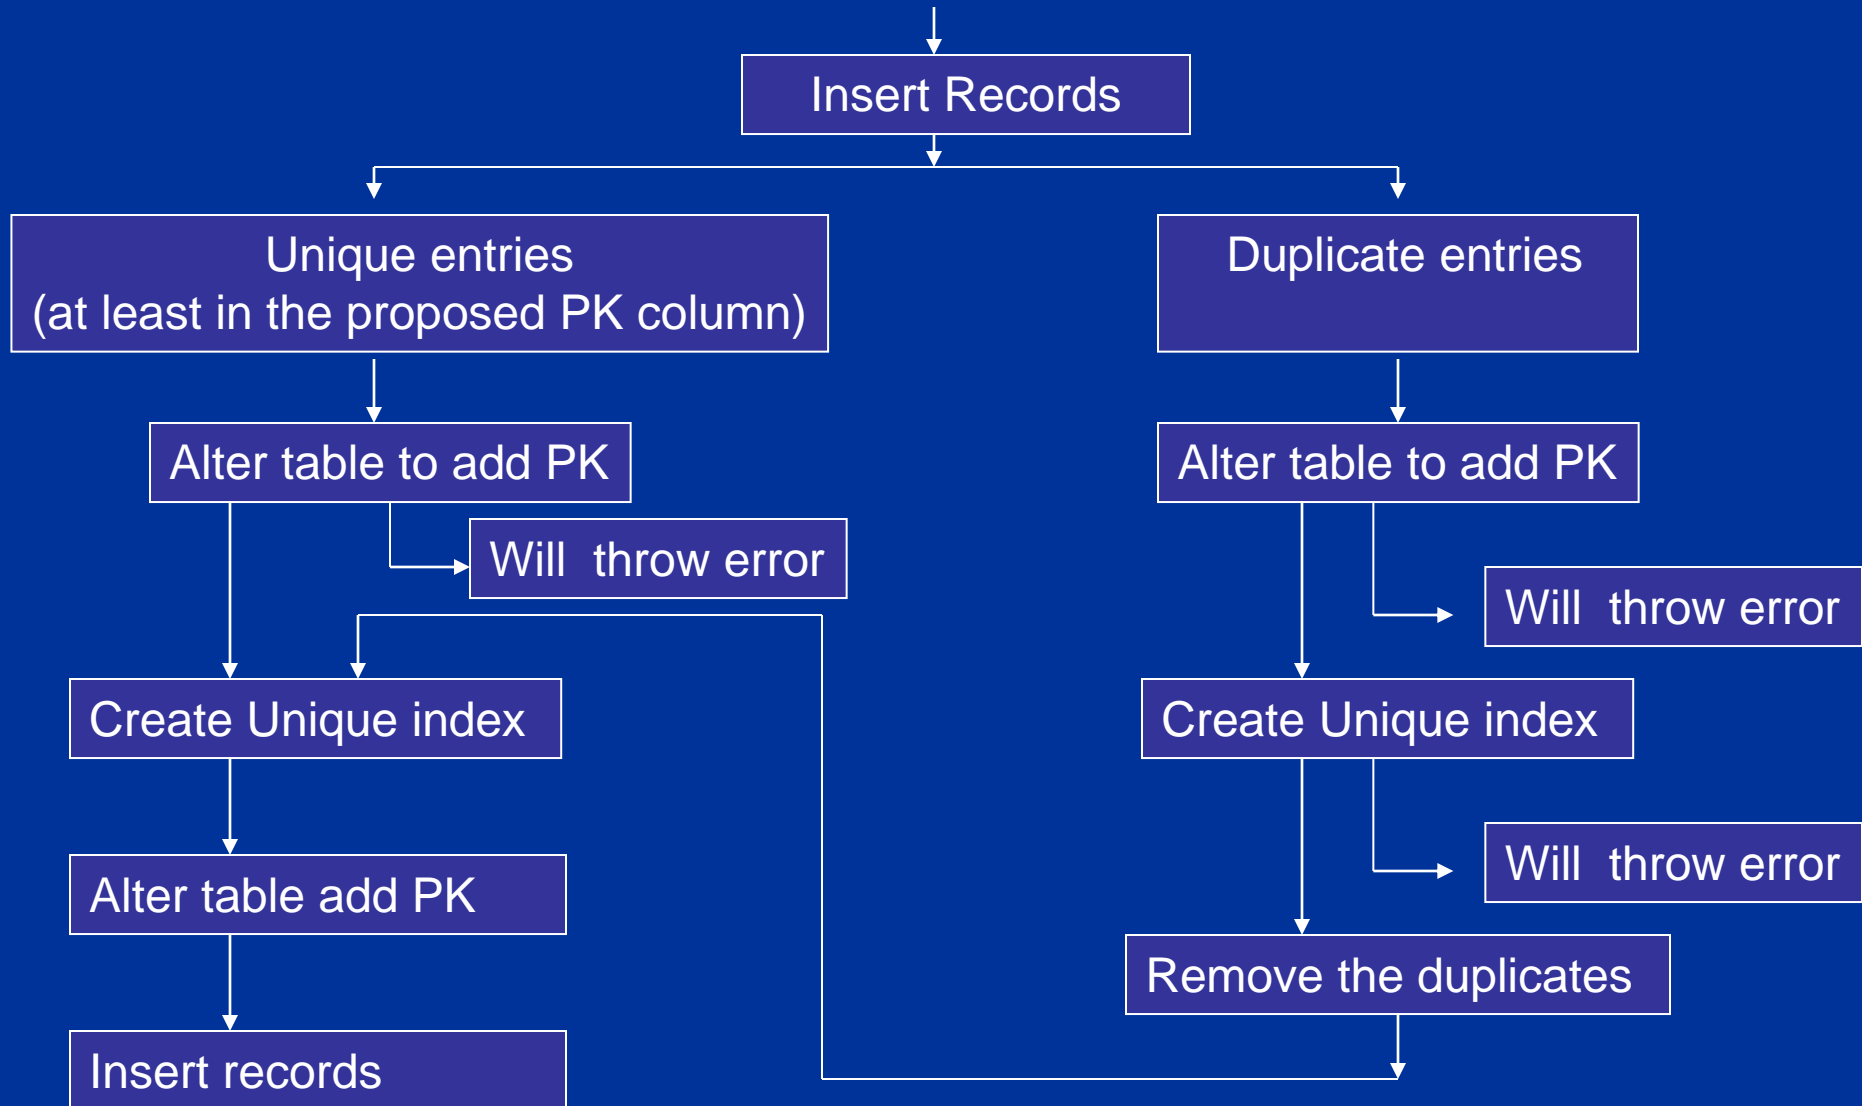 Insert Records
Unique entries
(at least in the proposed PK column)
Duplicate entries
Alter table to add PK
Alter table to add PK
Will  throw error
Will  throw error
Create Unique index
Create Unique index
Will  throw error
Alter table add PK
Remove the duplicates
Insert records